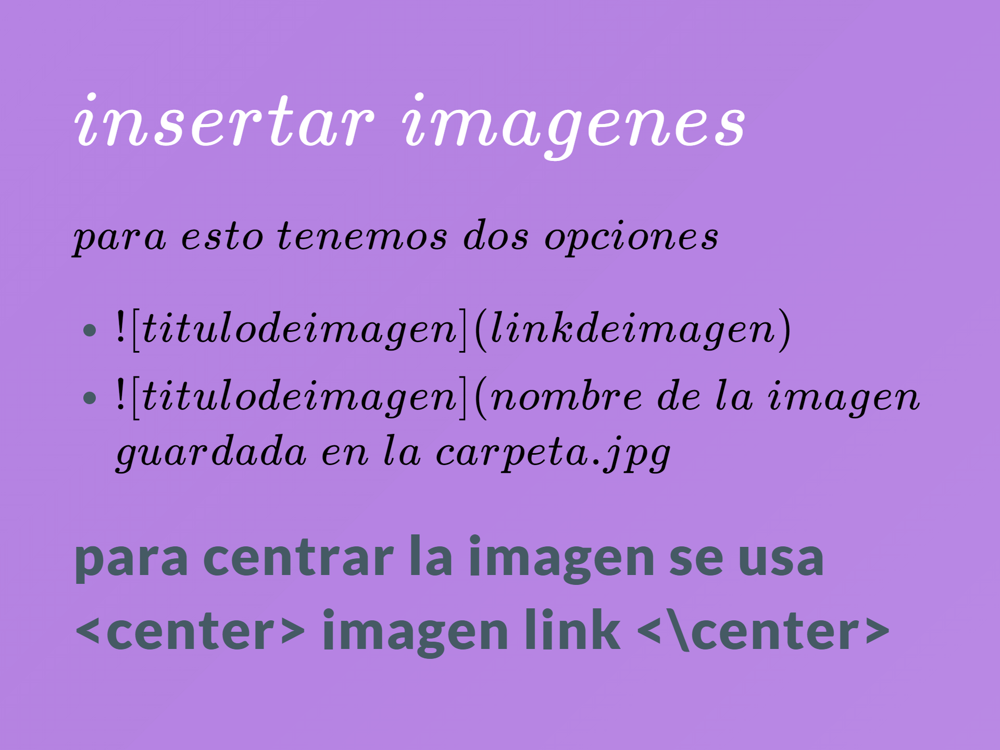 insertar imagenes
para esto tenemos dos opciones
• ![titulodeimagen](linkdeimagen)
• ![titulodeimagen](nombre de la imagen
guardada en la carpeta.jpg
para centrar la imagen se usa
<center> imagen link <\center>